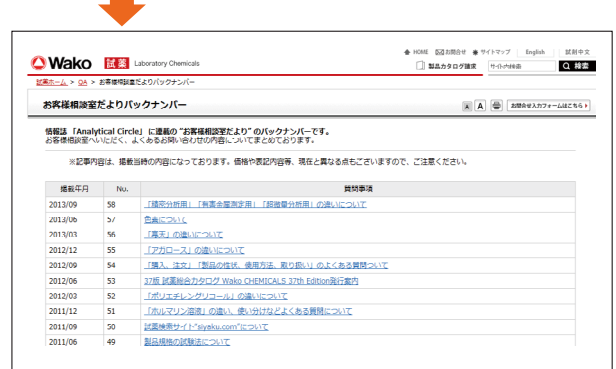 HOME お問合せ サイトマップ English 試剤中文
Wako 試薬 Laboratory Chemicals
製品カタログ請求 サイト内検索 検索
試薬ホーム > QA > お客様相談室だよりバックナンバー
お客様相談室だよりバックナンバー
A A お問合せ入力フォームはこちら
情報誌 「Analytical Circle」 に連載の “お客様相談室だより” のバックナンバーです。
お客様相談室へいただく、よくあるお問い合わせの内容についてまとめております。
※記事内容は、掲載当時の内容になっております。価格や表記内容等、現在と異なる点もございますので、ご注意ください。
掲載年月 No. 質問事項
2013/09 58 「精密分析用」「有害金属測定用」「超微量分析用」の違いについて
2013/06 57 色素について
2013/03 56 「寒天」の違いについて
2012/12 55 「アガロース」の違いについて
2012/09 54 「購入、注文」「製品の性状、使用方法、取り扱い」のよくある質問ついて
2012/06 53 37版 試薬総合カタログ Wako CHEMICALS 37th Edition発行案内
2012/03 52 「ポリエチレングリコール」の違いについて
2011/12 51 「ホルマリン溶液」の違い、使い分けなどよくある質問について
2011/09 50 試薬検索サイト“siyaku.com”について
2011/06 49 製品規格の試験法について